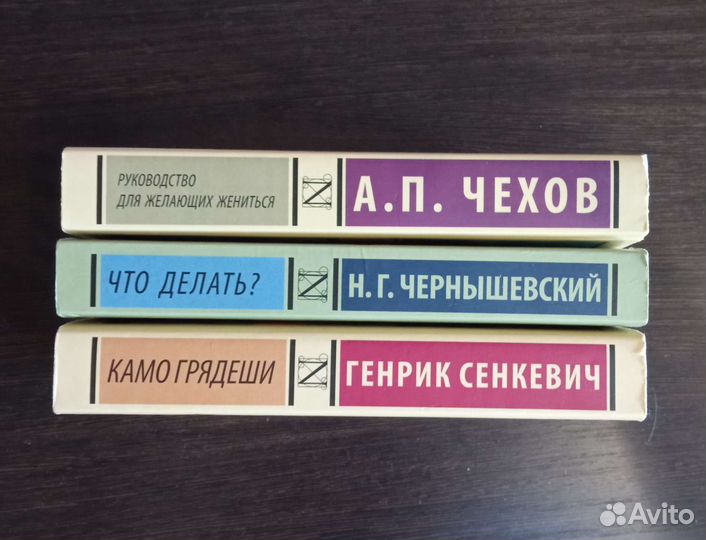 РУКОВОДСТВО
ДЛЯ ЖЕЛАЮЩИХ ЖЕНИТЬСЯ
А.П. ЧЕХОВ
ЧТО ДЕЛАТЬ?
Н. Г. ЧЕРНЫШЕВСКИЙ
КАМО ГРЯДЕШИ
ГЕНРИК СЕНКЕВИЧ
Avito